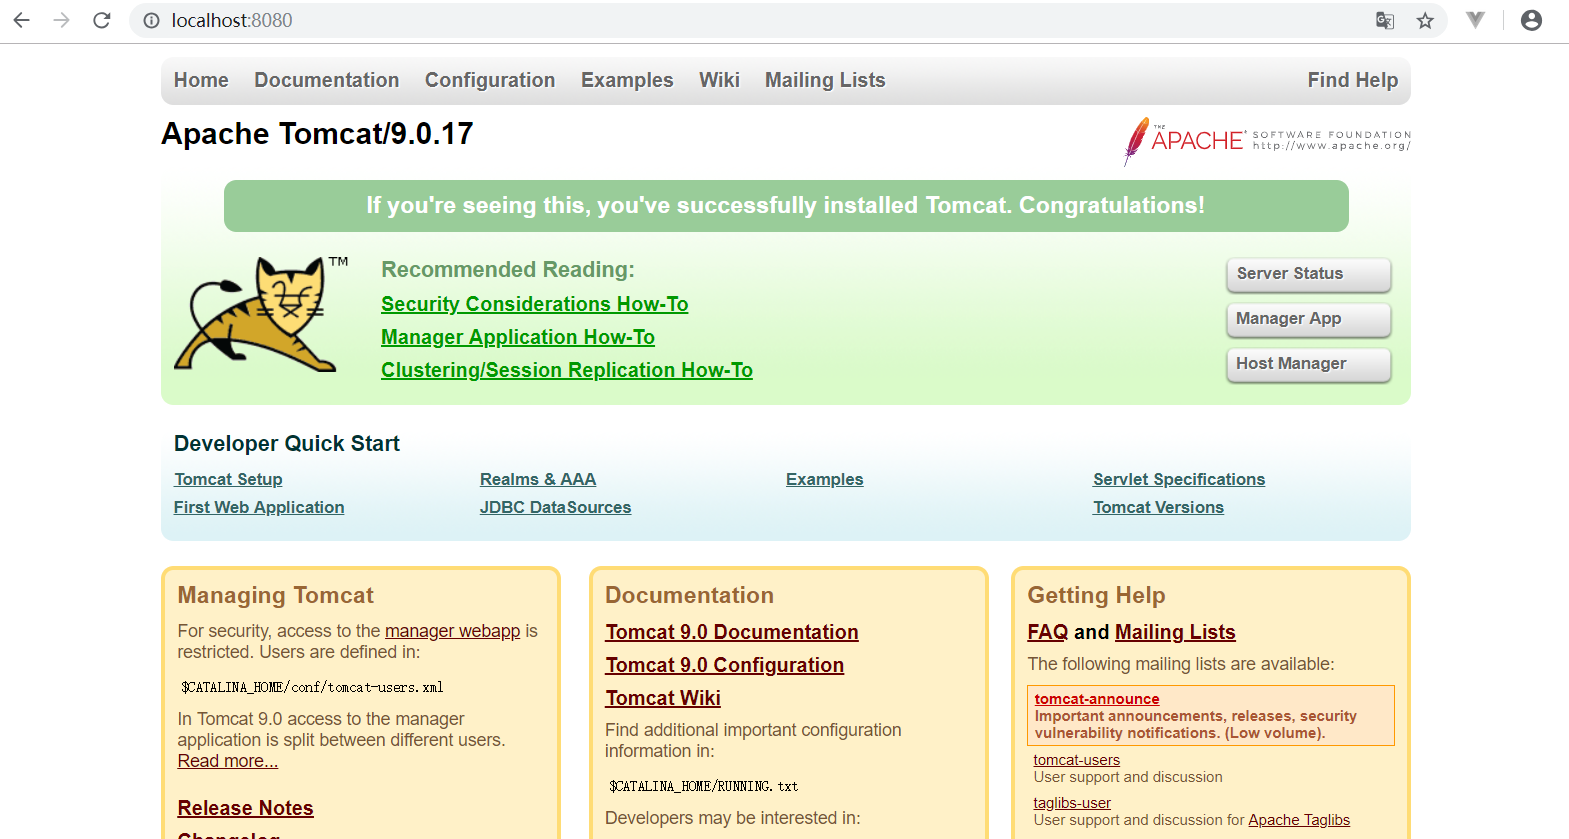 localhost:8080
Home Documentation Configuration Examples Wiki Mailing Lists Find Help
Apache Tomcat/9.0.17
THE APACHE® SOFTWARE FOUNDATION
http://www.apache.org/
If you're seeing this, you've successfully installed Tomcat. Congratulations!
TM
Recommended Reading:
Security Considerations How-To
Manager Application How-To
Clustering/Session Replication How-To
Server Status
Manager App
Host Manager
Developer Quick Start
Tomcat Setup
First Web Application
Realms & AAA
JDBC DataSources
Examples
Servlet Specifications
Tomcat Versions
Managing Tomcat
For security, access to the manager webapp is
restricted. Users are defined in:
$CATALINA_HOME/conf/tomcat-users.xml
In Tomcat 9.0 access to the manager
application is split between different users.
Read more...
Release Notes
Changelog
Documentation
Tomcat 9.0 Documentation
Tomcat 9.0 Configuration
Tomcat Wiki
Find additional important configuration
information in:
$CATALINA_HOME/RUNNING.txt
Developers may be interested in:
Getting Help
FAQ and Mailing Lists
The following mailing lists are available:
tomcat-announce
Important announcements, releases, security
vulnerability notifications. (Low volume).
tomcat-users
User support and discussion
taglibs-user
User support and discussion for Apache Taglibs